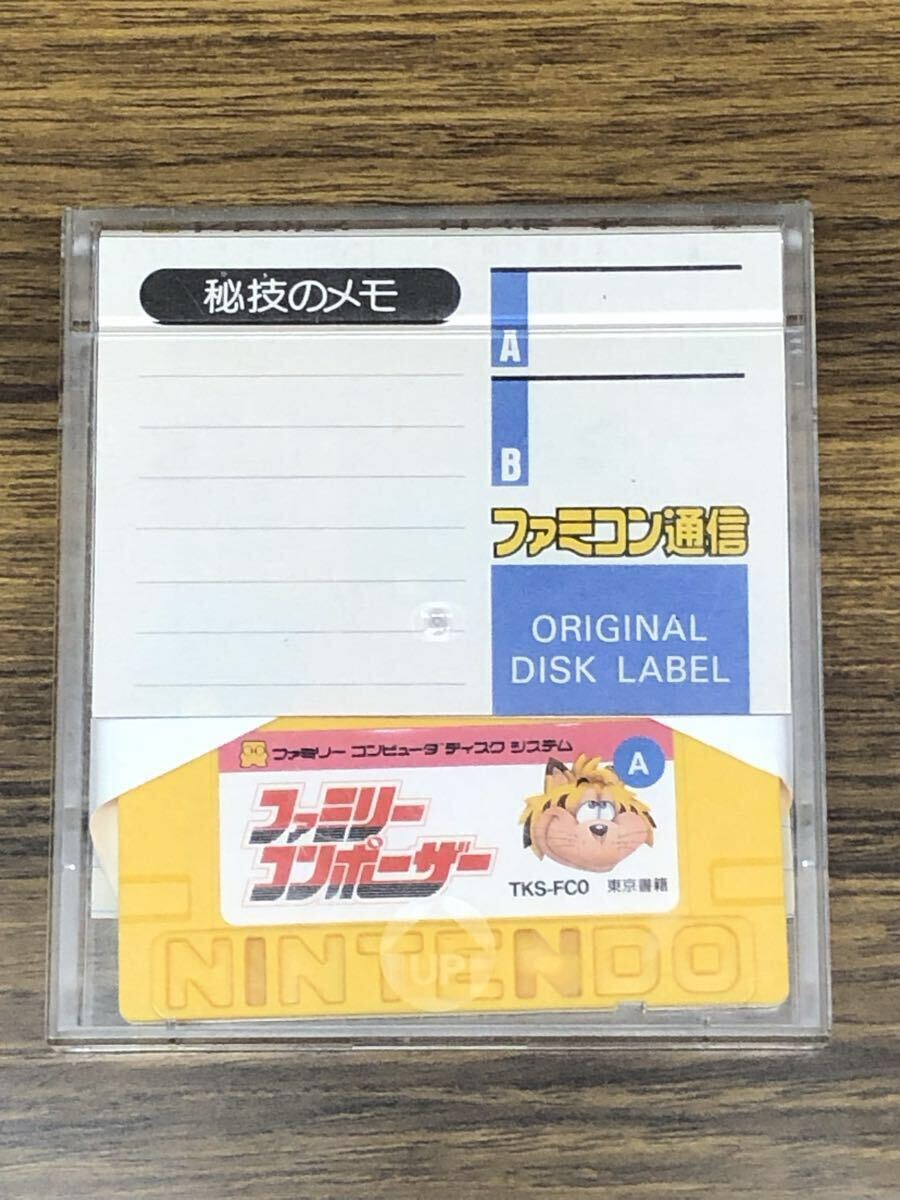 秘技のメモ
A
B
ファミコン通信
ORIGINAL
DISK LABEL
ファミリー コンピュータ ディスク システム
A
ファミリー
コンポーザー
TKS-FCO 東京書籍
UP
NINTENDO